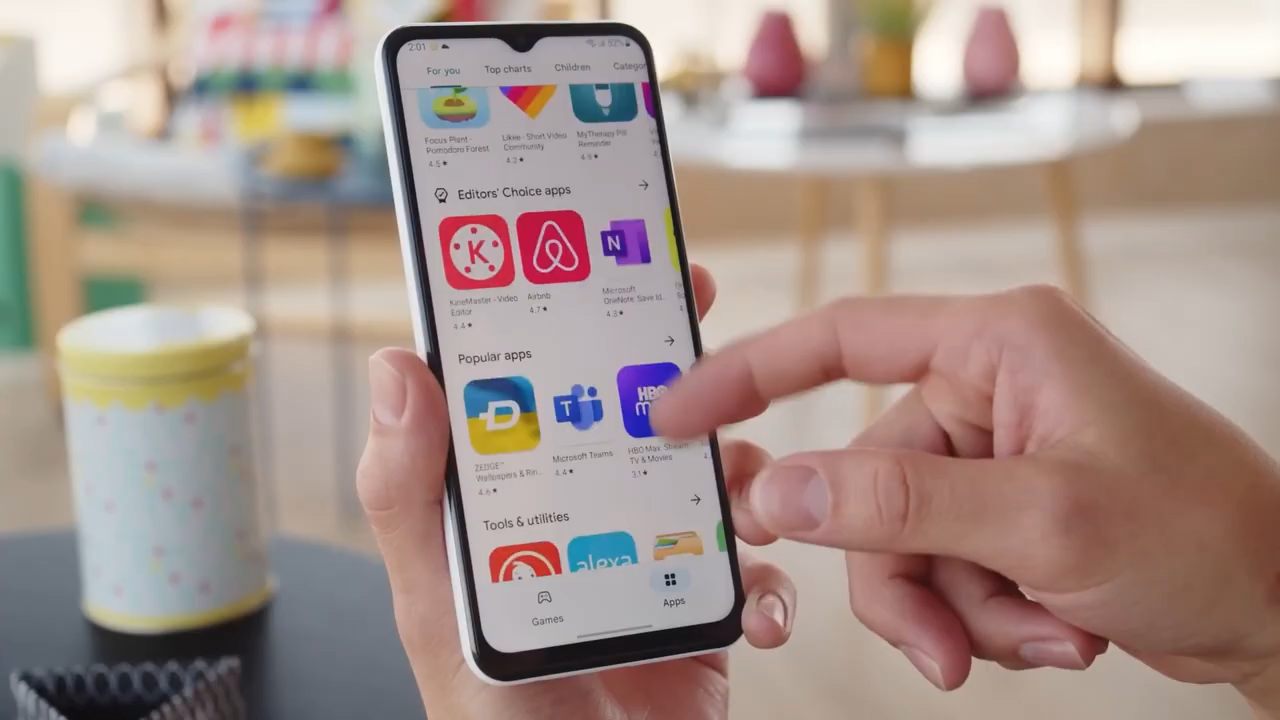 2:01
52%
For you
Top charts
Children
Categor
Focus Plant -
Pomodoro Forest
4.5★
Likee - Short Video
Community
4.2★
MyTherapy Pill
Reminder
4.8★
Editors' Choice apps
K
N
KineMaster - Video
Editor
4.4★
Airbnb
4.7★
Microsoft
OneNote: Save Id...
4.3★
Popular apps
T
HBO
ZEDGE™
Wallpapers & Rin...
4.6★
Microsoft Teams
4.4★
HBO Max: Stream
TV & Movies
3.1★
Tools & utilities
alexa
Games
Apps